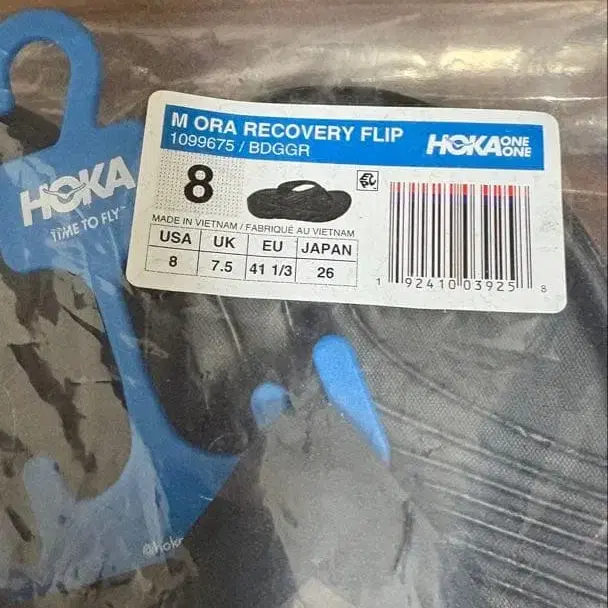 HOKA
TIME TO FLY™
M ORA RECOVERY FLIP
1099675 / BDGGR
HOKA ONE ONE
8
MADE IN VIETNAM / FABRIQUÉ AU VIETNAM
USA UK EU JAPAN
8 7.5 41 1/3 26
1 92410 03925 8